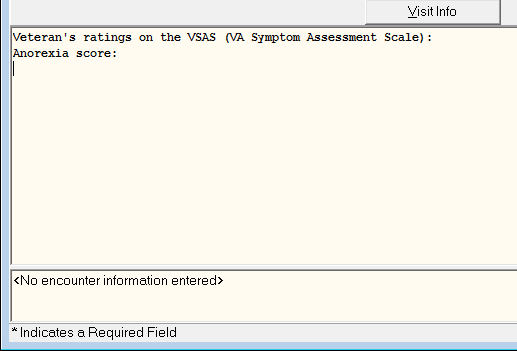 Visit Info
Veteran's ratings on the VSAS (VA Symptom Assessment Scale):
Anorexia score:
<No encounter information entered>
* Indicates a Required Field